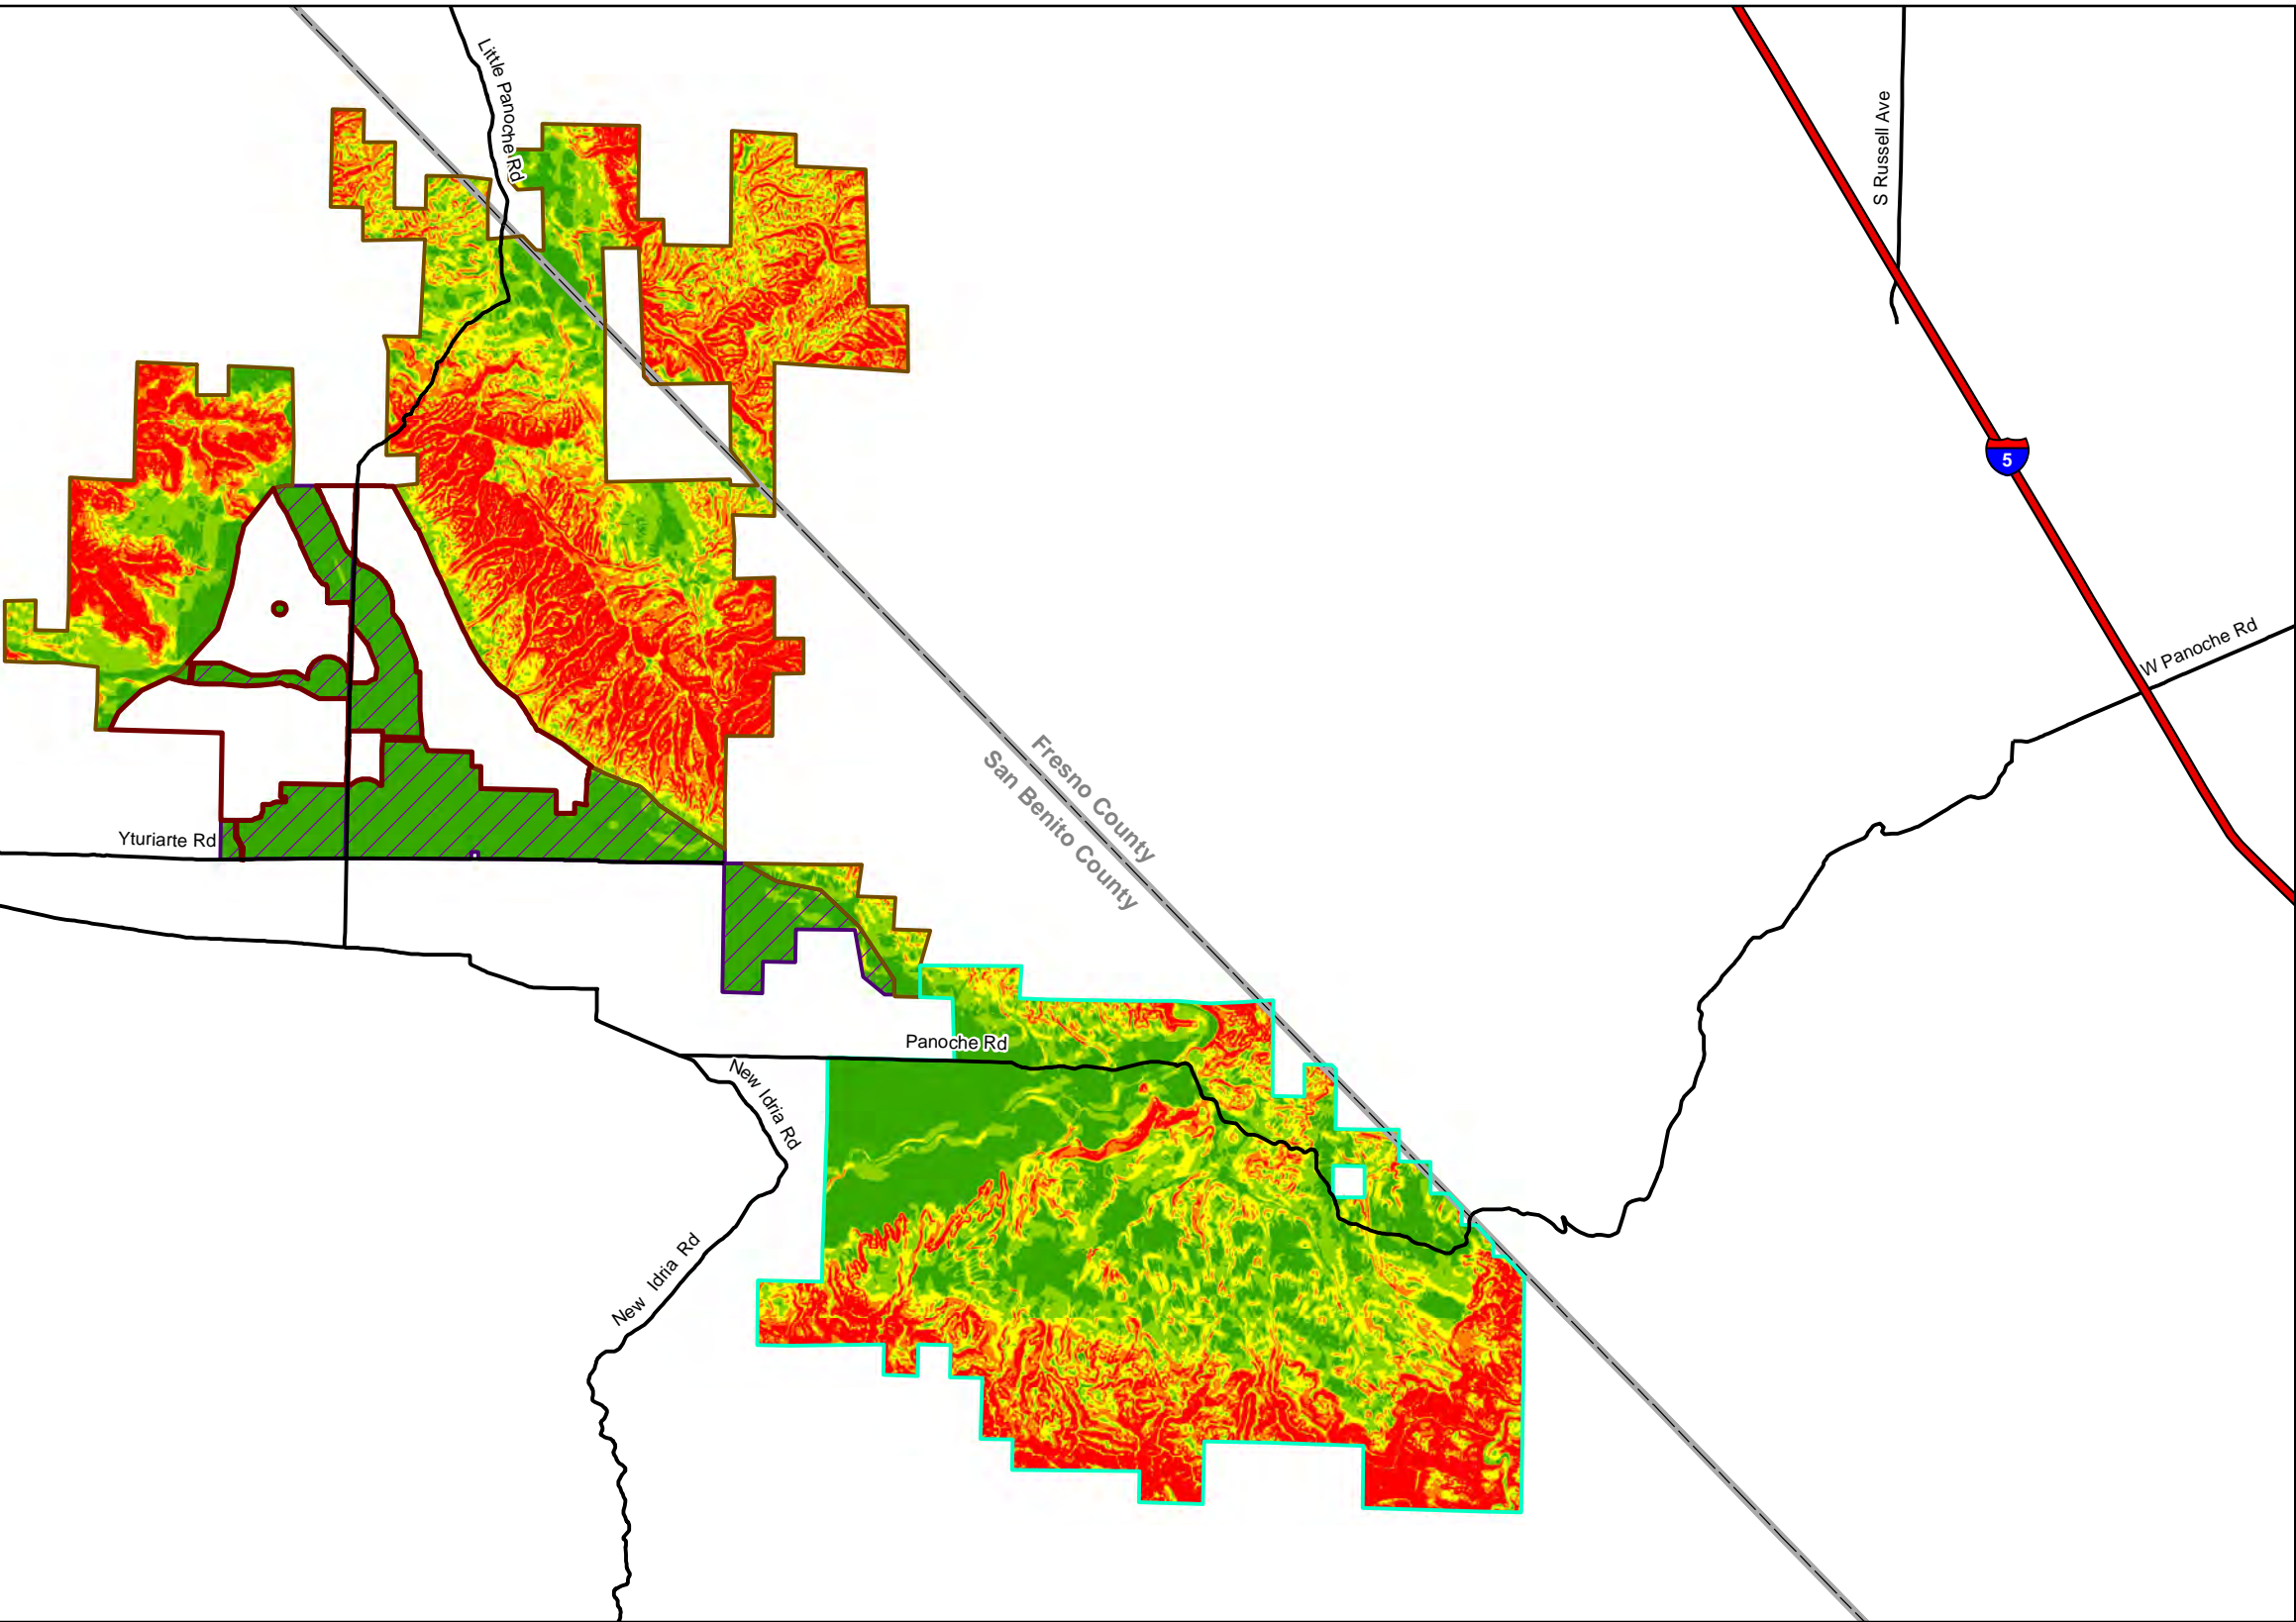 Little Panoche Rd
S Russell Ave
5
W Panoche Rd
Fresno County
San Benito County
Yturiarte Rd
Panoche Rd
New Idria Rd
New Idria Rd